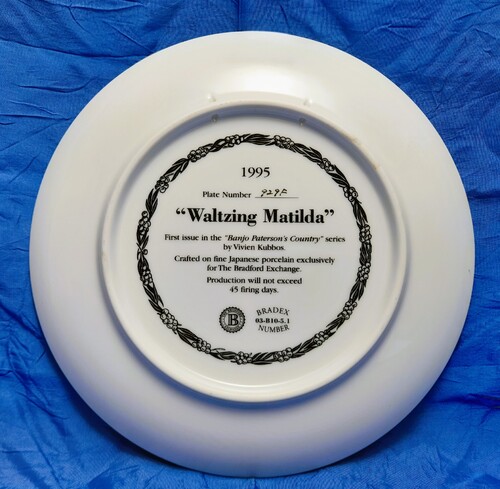 1995
Plate Number 929F
“Waltzing Matilda”
First issue in the "Banjo Paterson's Country" series
by Vivien Kubbos.
Crafted on fine Japanese porcelain exclusively
for The Bradford Exchange.
Production will not exceed
45 firing days.
B
BRADEX
03-B10-5.1
NUMBER